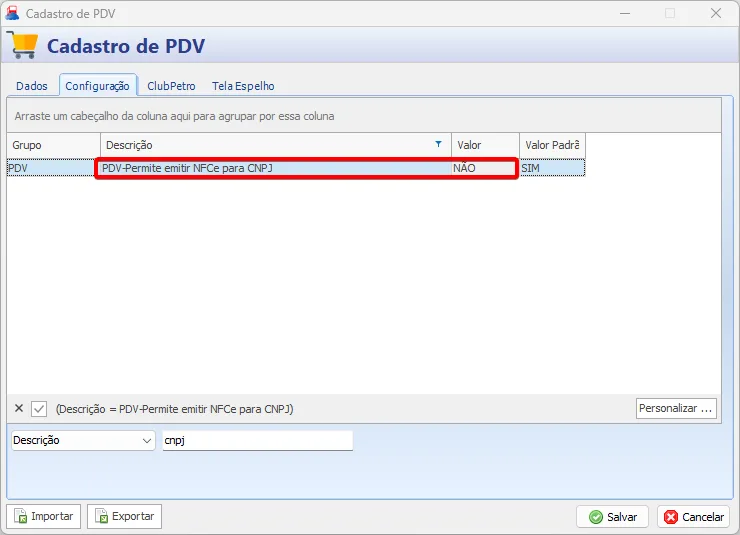 Cadastro de PDV
Cadastro de PDV
Dados Configuração ClubPetro Tela Espelho
Arraste um cabeçalho da coluna aqui para agrupar por essa coluna
Grupo Descrição Valor Valor Padrã
PDV PDV-Permite emitir NFCe para CNPJ NÃO SIM
(Descrição = PDV-Permite emitir NFCe para CNPJ) Personalizar ...
Descrição cnpj
Importar Exportar Salvar Cancelar